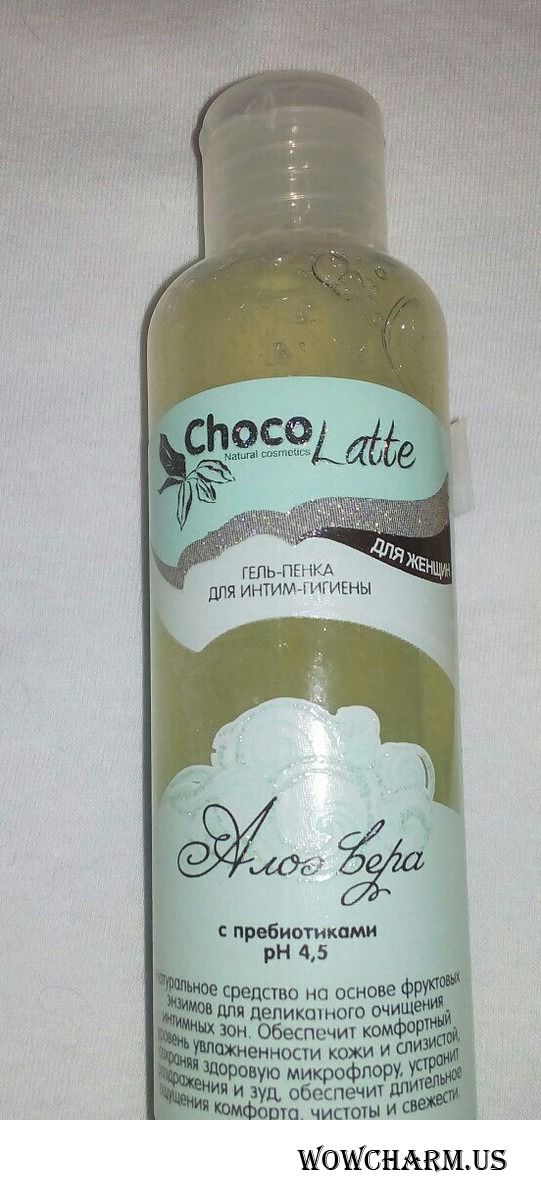 Choco Latte
Natural cosmetics
ДЛЯ ЖЕНЩИН
ГЕЛЬ-ПЕНКА
ДЛЯ ИНТИМ-ГИГИЕНЫ
Алоэ вера
с пребиотиками
pH 4,5
средство на основе фруктовых
энзимов для деликатного очищения
интимных зон. Обеспечит комфортный
увлажненности кожи и слизистой,
здоровую микрофлору, устранит
и зуд, обеспечит длительное
комфорта, чистоты и свежести.
WOWCHARM.US